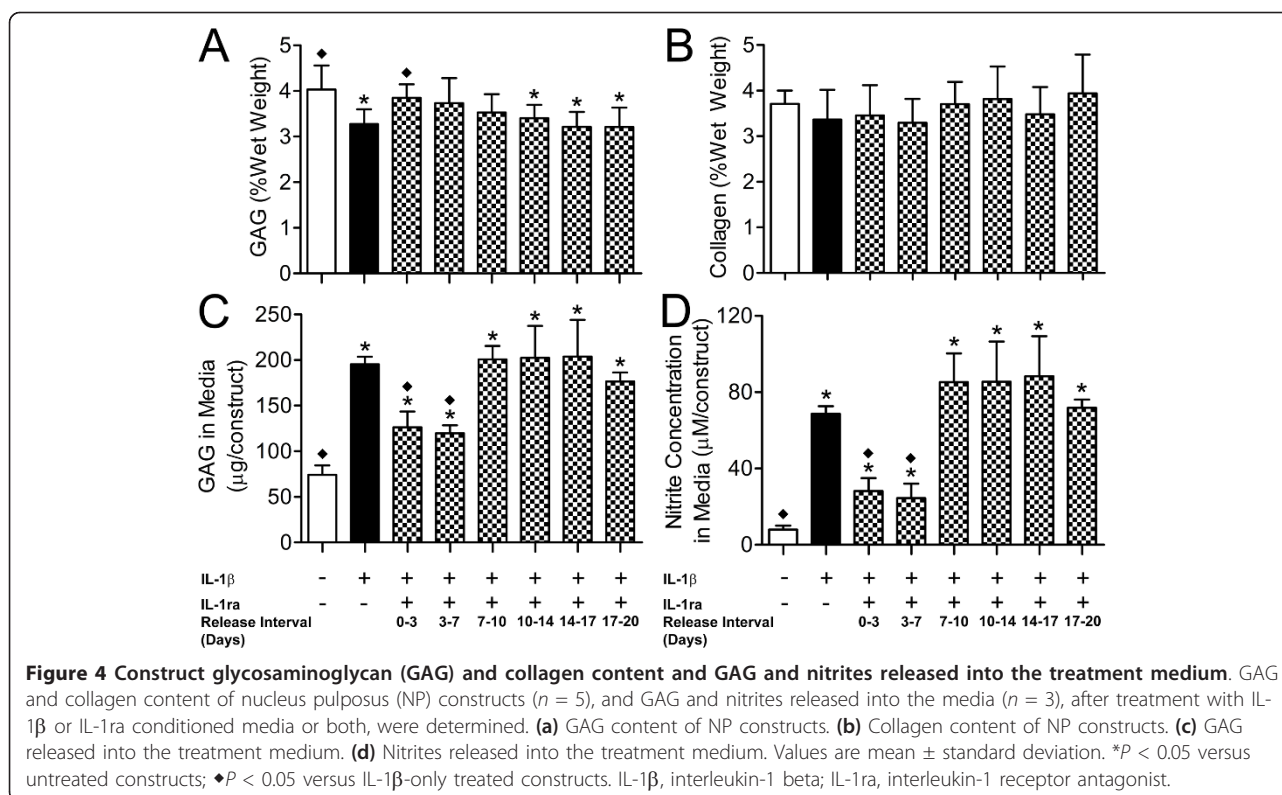 A
B
GAG (%Wet Weight)
5
4
3
2
1
0
◆ * ◆ * * *
Collagen (%Wet Weight)
5
4
3
2
1
0
C
D
GAG in Media
(µg/construct)
250
200
150
100
50
0
◆ * ◆ * ◆ * * * * *
Nitrite Concentration
in Media (µM/construct)
120
80
40
0
◆ * ◆ * ◆ * * * * *
IL-1β - + + + + + + +
IL-1ra - - + + + + + +
Release Interval 0-3 3-7 7-10 10-14 14-17 17-20
(Days)
IL-1β - + + + + + + +
IL-1ra - - + + + + + +
Release Interval 0-3 3-7 7-10 10-14 14-17 17-20
(Days)
Figure 4 Construct glycosaminoglycan (GAG) and collagen content and GAG and nitrites released into the treatment medium. GAG
and collagen content of nucleus pulposus (NP) constructs (n = 5), and GAG and nitrites released into the media (n = 3), after treatment with IL-
1β or IL-1ra conditioned media or both, were determined. (a) GAG content of NP constructs. (b) Collagen content of NP constructs. (c) GAG
released into the treatment medium. (d) Nitrites released into the treatment medium. Values are mean ± standard deviation. *P < 0.05 versus
untreated constructs; ◆P < 0.05 versus IL-1β-only treated constructs. IL-1β, interleukin-1 beta; IL-1ra, interleukin-1 receptor antagonist.